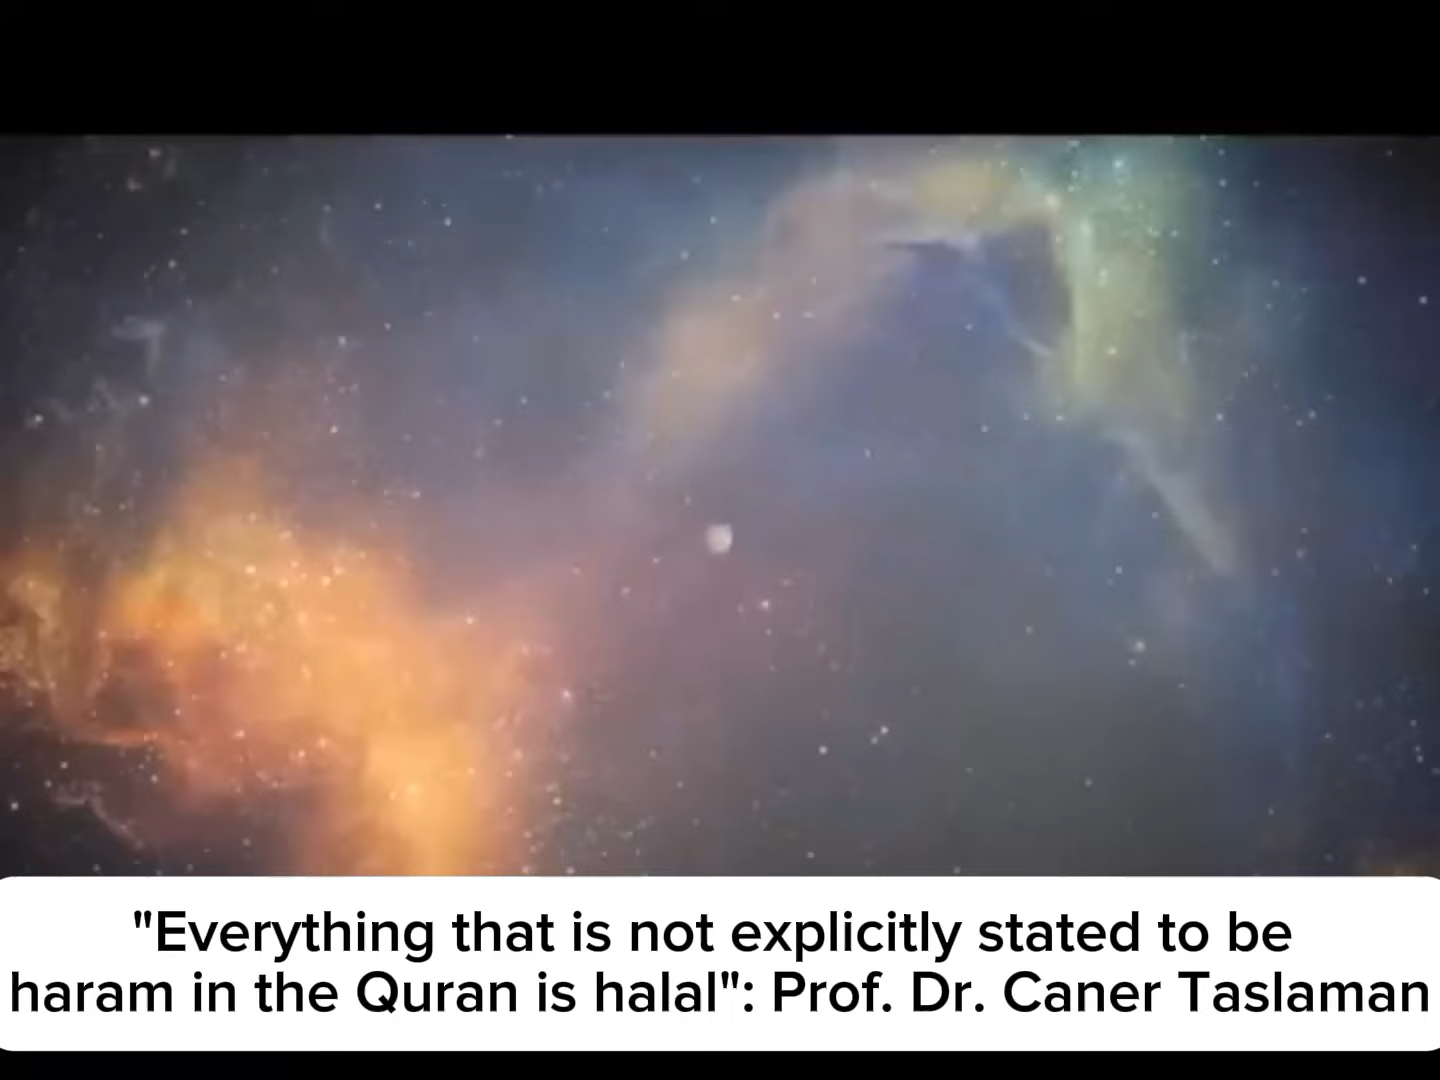 "Everything that is not explicitly stated to be
haram in the Quran is halal": Prof. Dr. Caner Taslaman